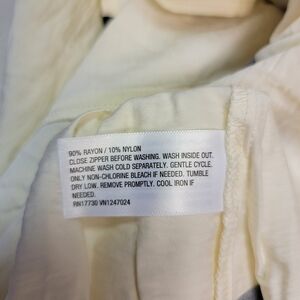 90% RAYON / 10% NYLON
CLOSE ZIPPER BEFORE WASHING. WASH INSIDE OUT.
MACHINE WASH COLD SEPARATELY. GENTLE CYCLE.
ONLY NON-CHLORINE BLEACH IF NEEDED. TUMBLE
DRY LOW. REMOVE PROMPTLY. COOL IRON IF
NEEDED.
RN17730 VN1247024